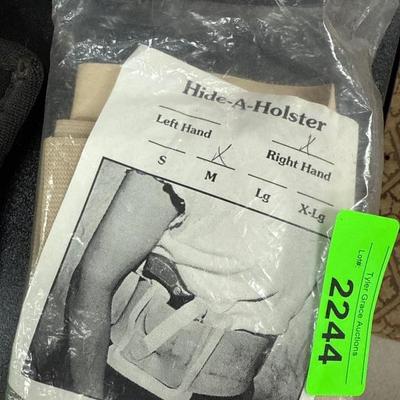 Hide-A-Holster
Left Hand
X
Right Hand
X
S
M
Lg
X-Lg
Tyler Grace Auctions
Lot#:
2244